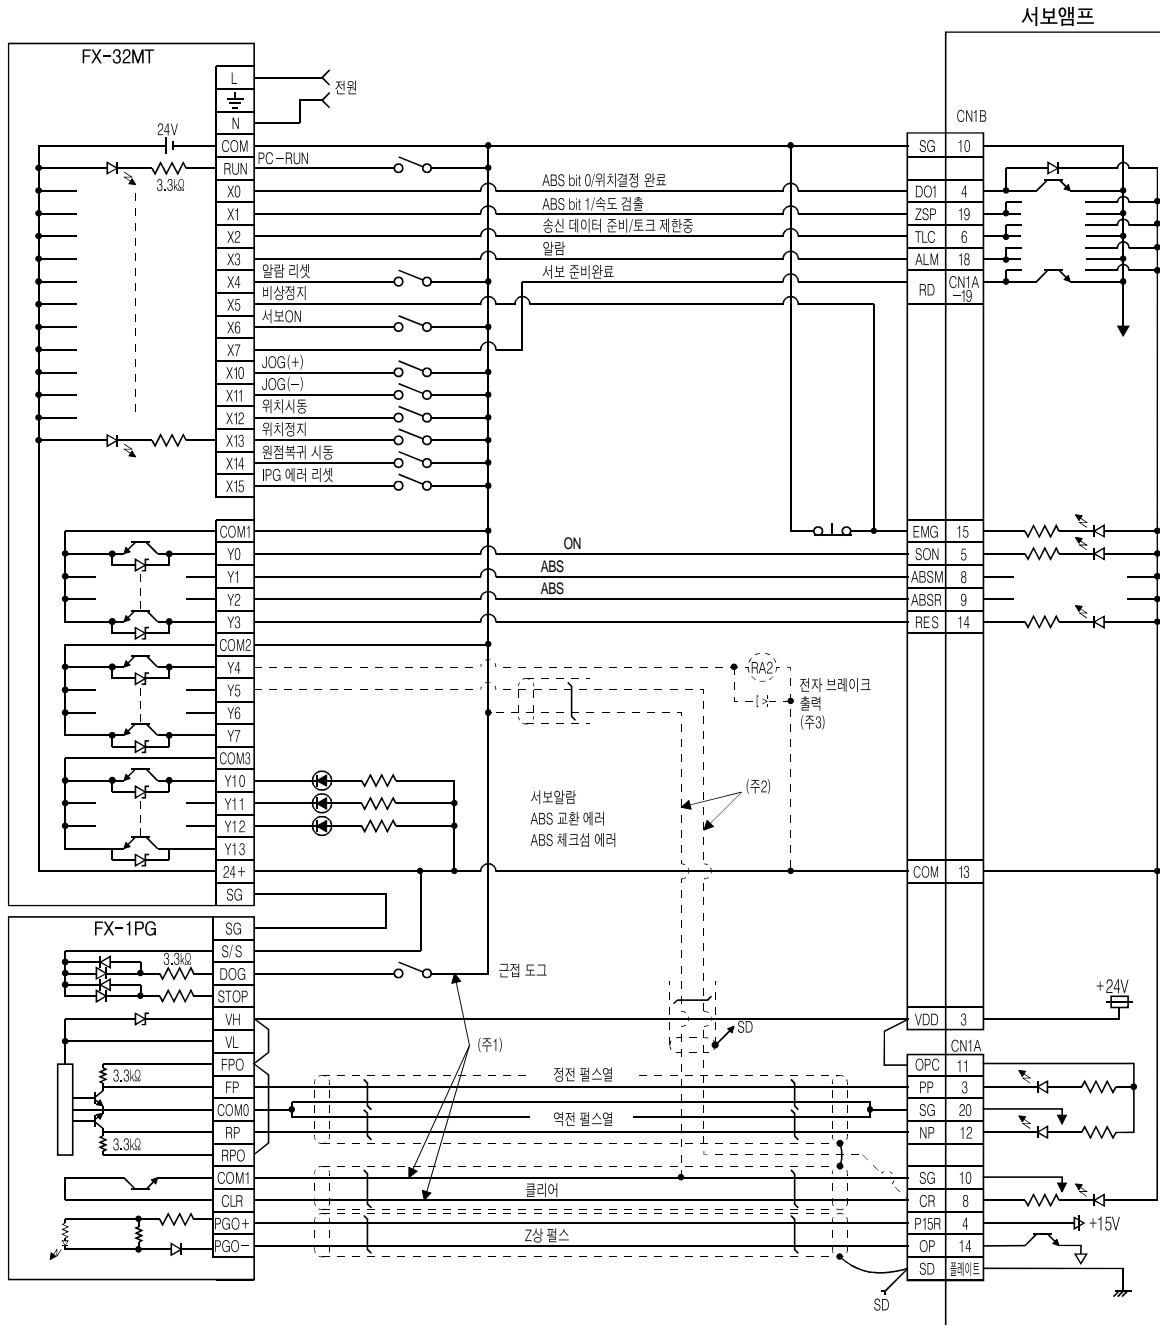 서보앰프
FX-32MT
L
전원
N
CN1B
24V
COM
SG 10
RUN PC-RUN
3.3kΩ
X0 ABS bit 0/위치결정 완료 DO1 4
X1 ABS bit 1/속도 검출 ZSP 19
X2 송신 데이터 준비/토크 제한중 TLC 6
X3 알람 ALM 18
X4 알람 리셋 서보 준비완료 RD CN1A-19
X5 비상정지
X6 서보ON
X7
X10 JOG(+)
X11 JOG(-)
X12 위치시동
X13 위치정지
X14 원점복귀 시동
X15 IPG 에러 리셋
COM1 EMG 15
Y0 ON SON 5
Y1 ABS ABSM 8
Y2 ABS ABSR 9
Y3 RES 14
COM2
Y4 RA2
Y5 전자 브레이크
Y6 출력
Y7 (주3)
COM3
Y10
Y11 서보알람 (주2)
Y12 ABS 교환 에러
Y13 ABS 체크섬 에러
24+ COM 13
SG
FX-1PG
SG
S/S
3.3kΩ
DOG 근접 도그
STOP +24V
VH SD VDD 3
VL (주1) CN1A
FPO OPC 11
3.3kΩ 정전 펄스열
FP PP 3
COM0 SG 20
RP 역전 펄스열 NP 12
3.3kΩ
RPO
COM1 SG 10
CLR 클리어 CR 8
PGO+ P15R 4 +15V
PGO- Z상 펄스 OP 14
SD 플레이트
SD